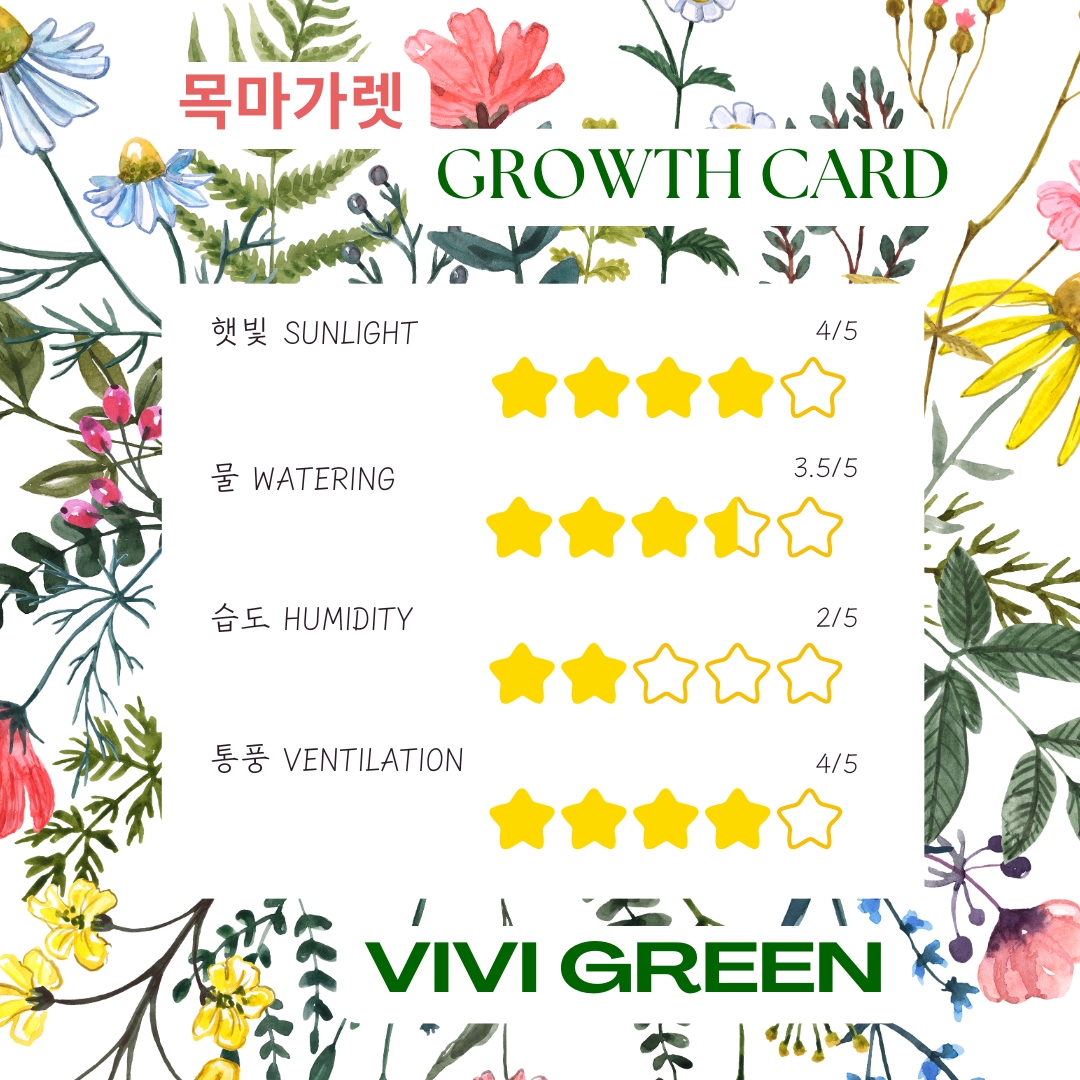 목마가렛
GROWTH CARD
햇빛 SUNLIGHT
4/5
물 WATERING
3.5/5
습도 HUMIDITY
2/5
통풍 VENTILATION
4/5
VIVI GREEN